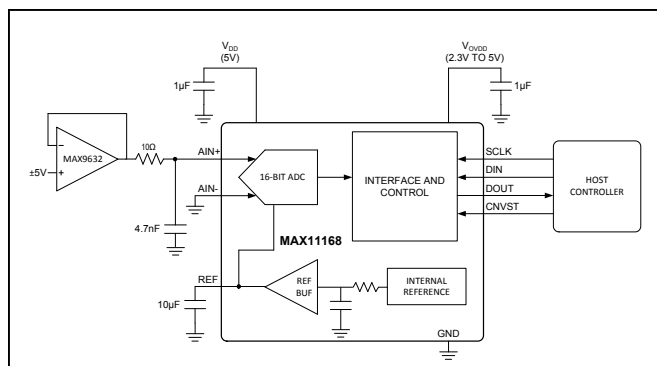 VDD
(5V)
VOVDD
(2.3V TO 5V)
1µF
1µF
MAX9632
±5V
-
+
10Ω
4.7nF
AIN+
AIN-
16-BIT ADC
INTERFACE AND
CONTROL
SCLK
DIN
DOUT
CNVST
HOST
CONTROLLER
MAX11168
REF
10µF
REF
BUF
INTERNAL
REFERENCE
GND